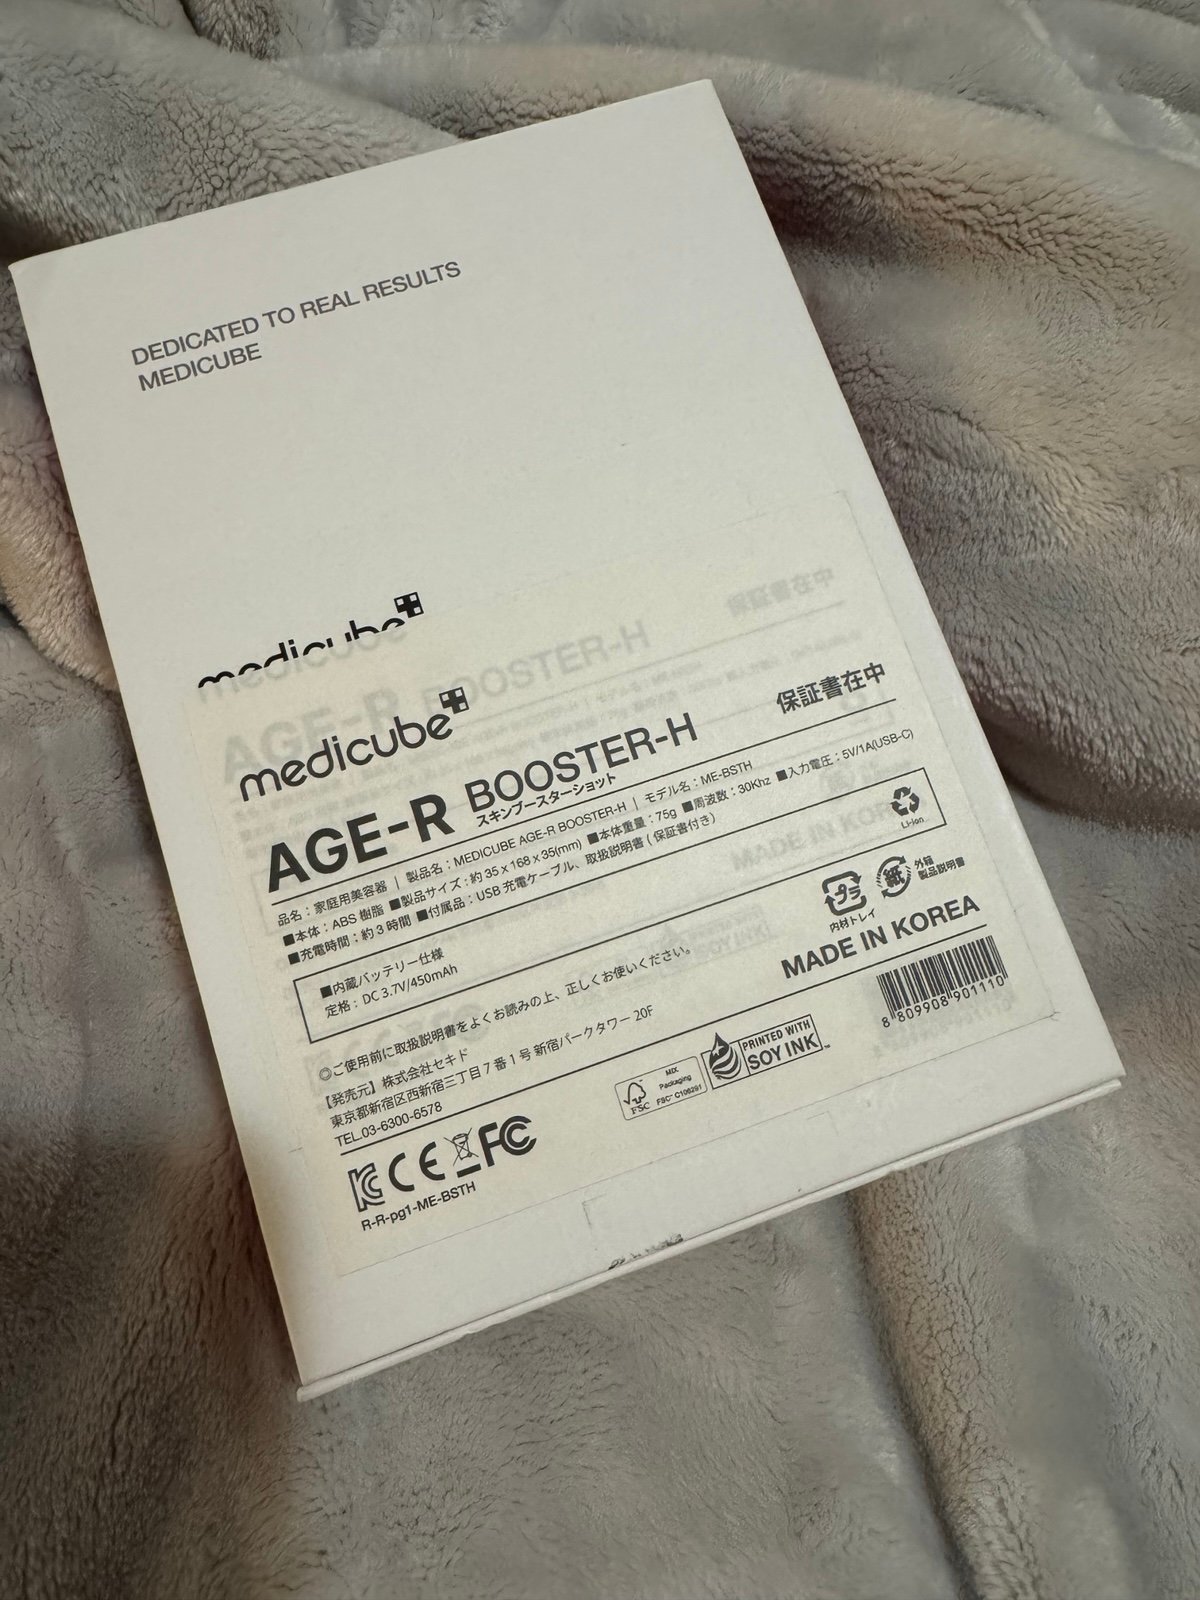 DEDICATED TO REAL RESULTS
MEDICUBE
medicube
medicube
AGE-R BOOSTER-H
スキンブースターショット
保証書在中
品名：家庭用美容器 | 製品名：MEDICUBE AGE-R BOOSTER-H | モデル名：ME-BSTH
■本体：ABS 樹脂 ■製品サイズ：約 35 x 168 x 35(mm) ■本体重量：75g ■周波数：30Khz ■入力電圧：5V/1A(USB-C)
■充電時間：約 3 時間 ■付属品：USB 充電ケーブル、取扱説明書 ( 保証書付き)
■内蔵バッテリー仕様
定格：DC 3.7V/450mAh
Li-ion
◎ご使用前に取扱説明書をよくお読みの上、正しくお使いください。
【発売元】株式会社セキド
東京都新宿区西新宿三丁目 7 番 1 号 新宿パークタワー 20F
TEL.03-6300-6578
プラ
内材トレイ
紙
外箱
製品説明書
MADE IN KOREA
8 809908 901110
FSC
MIX
Packaging
FSC™ C106291
PRINTED WITH
SOY INK™
KC CE FC
R-R-pg1-ME-BSTH